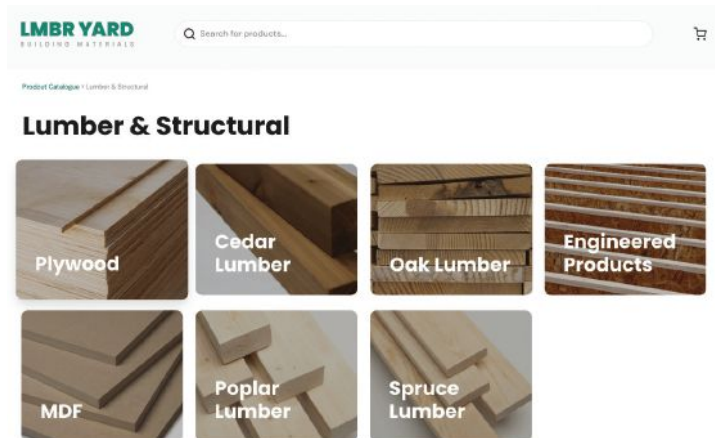 LMBR YARD
BUILDING MATERIALS
Search for products...
Product Catalogue > Lumber & Structural
Lumber & Structural
Plywood
Cedar
Lumber
Oak Lumber
Engineered
Products
MDF
Poplar
Lumber
Spruce
Lumber